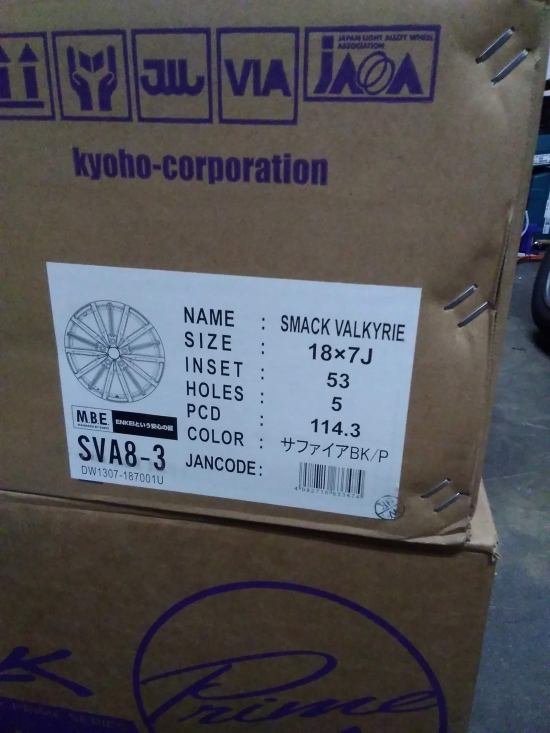 JAPAN LIGHT ALLOY WHEEL
ASSOCIATION
JWL
VIA
JAWA
kyoho-corporation
NAME : SMACK VALKYRIE
SIZE : 18×7J
INSET : 53
HOLES : 5
PCD : 114.3
COLOR : サファイアBK/P
JANCODE:
M.B.E.
ENKEIという安心の証
SVA8-3
DW1307-187001U
Prime